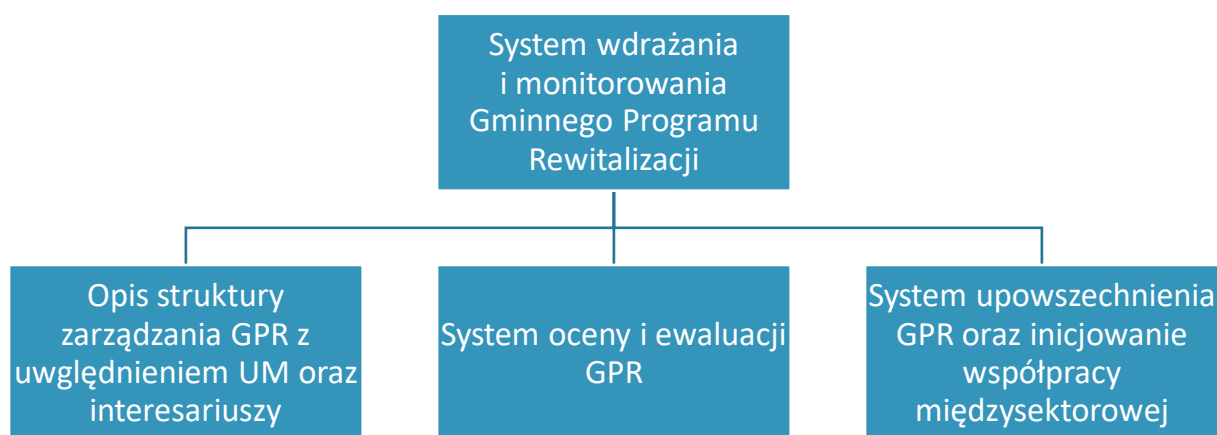 System wdrażania
i monitorowania
Gminnego Programu
Rewitalizacji
Opis struktury
zarządzania GPR z
uwględnieniem UM oraz
interesariuszy
System oceny i ewaluacji
GPR
System upowszechnienia
GPR oraz inicjowanie
współpracy
międzysektorowej